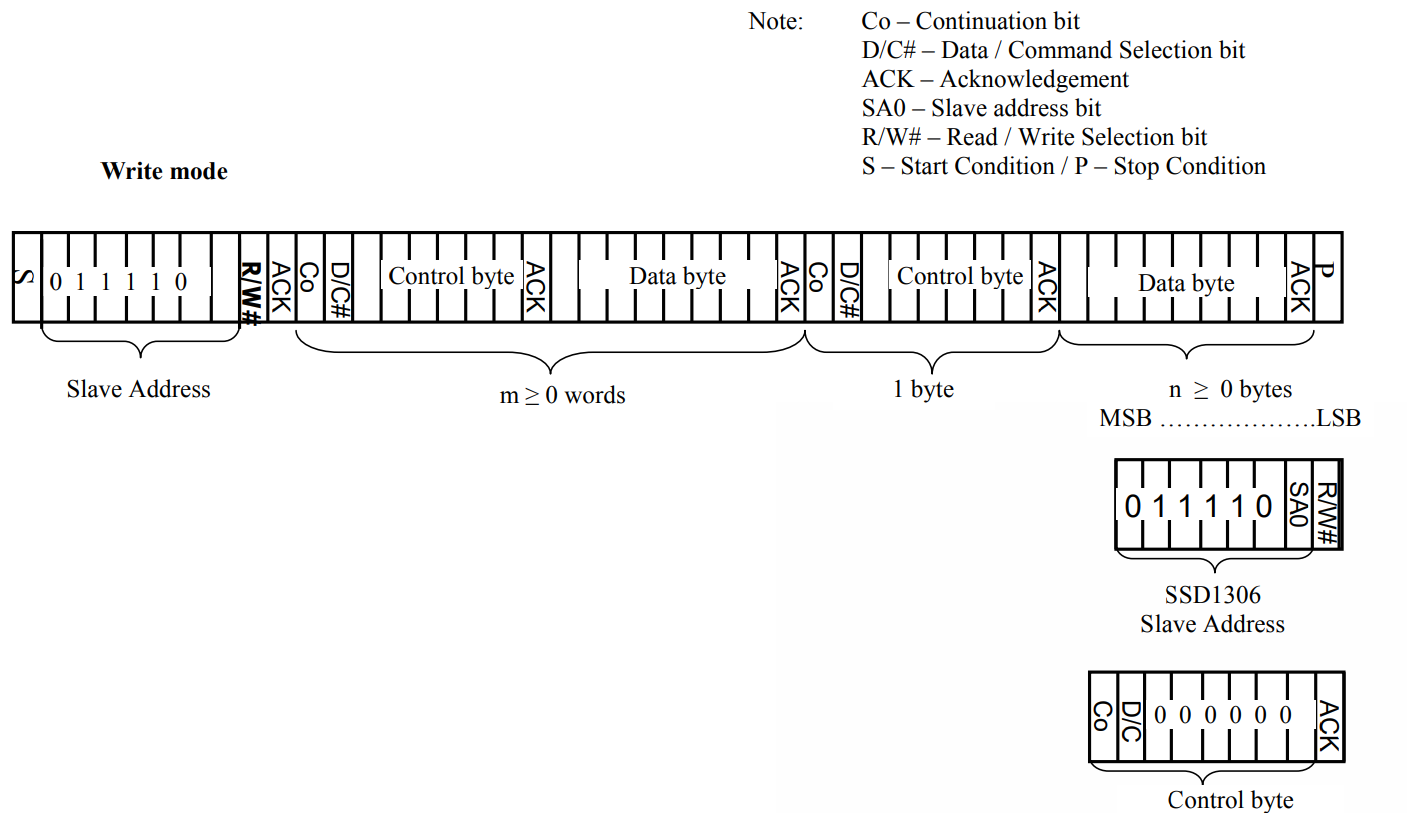 Note: Co – Continuation bit
D/C# – Data / Command Selection bit
ACK – Acknowledgement
SA0 – Slave address bit
R/W# – Read / Write Selection bit
S – Start Condition / P – Stop Condition
Write mode
S 0 1 1 1 1 0 R/W# ACK Co D/C# Control byte ACK Data byte ACK Co D/C# Control byte ACK Data byte ACK P
Slave Address
m ≥ 0 words
1 byte
n ≥ 0 bytes
MSB ……………….LSB
0 1 1 1 1 0 SA0 R/W#
SSD1306
Slave Address
Co D/C 0 0 0 0 0 0 ACK
Control byte